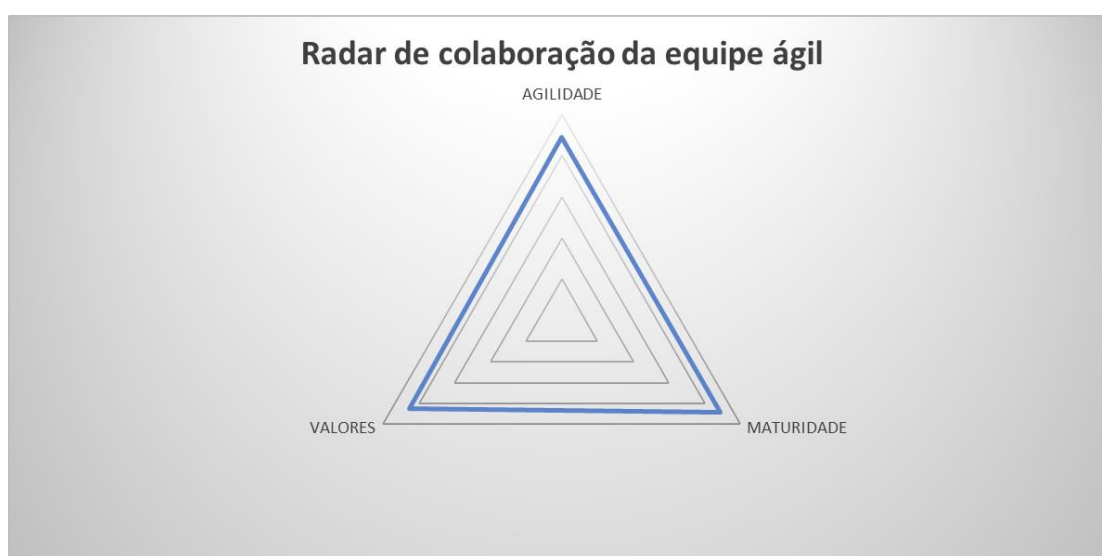 Radar de colaboração da equipe ágil
AGILIDADE
VALORES
MATURIDADE